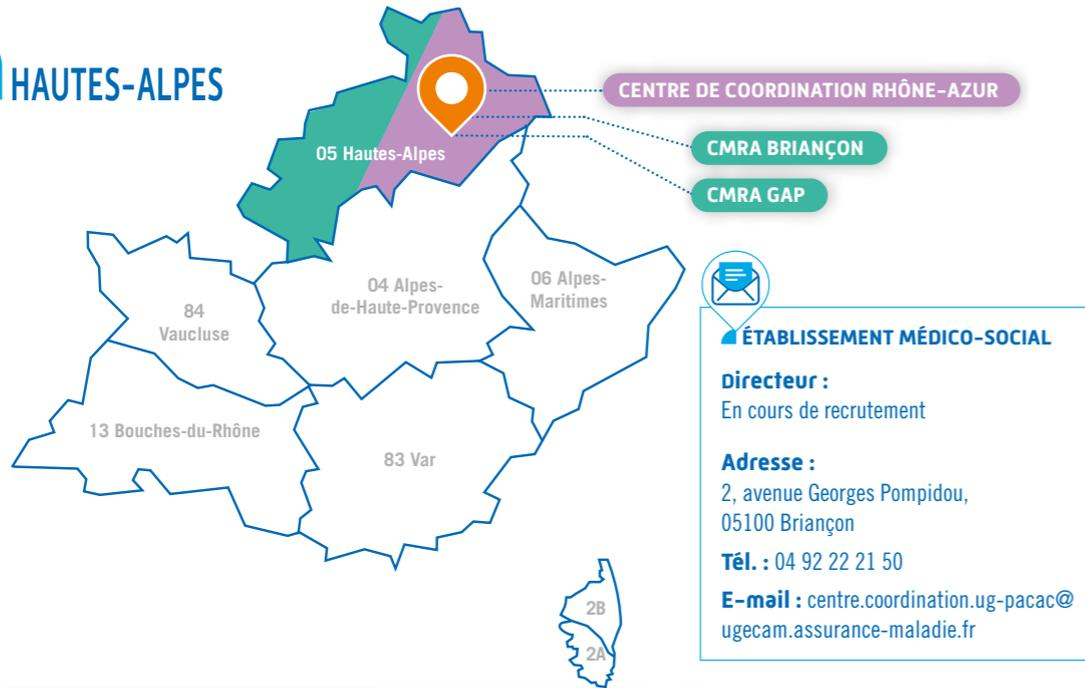 HAUTES-ALPES
CENTRE DE COORDINATION RHÔNE-AZUR
CMRA BRIANÇON
CMRA GAP
05 Hautes-Alpes
04 Alpes-
de-Haute-Provence
06 Alpes-
Maritimes
84
Vaucluse
13 Bouches-du-Rhône
83 Var
2B
2A
ÉTABLISSEMENT MÉDICO-SOCIAL
Directeur :
En cours de recrutement
Adresse :
2, avenue Georges Pompidou,
05100 Briançon
Tél. : 04 92 22 21 50
E-mail : centre.coordination.ug-pacac@
ugecam.assurance-maladie.fr